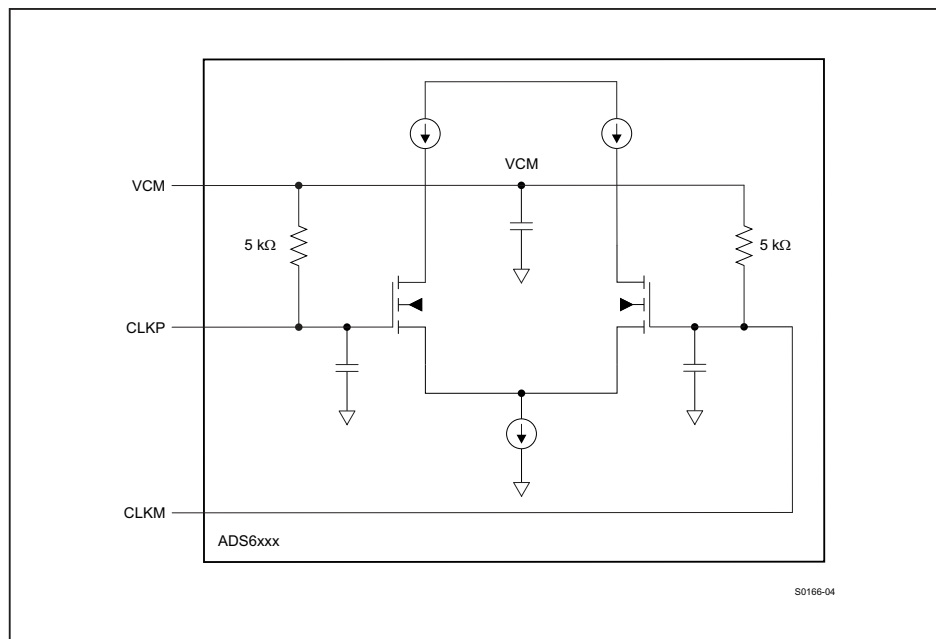 VCM
VCM
5 kΩ
5 kΩ
CLKP
CLKM
ADS6xxx
S0166-04